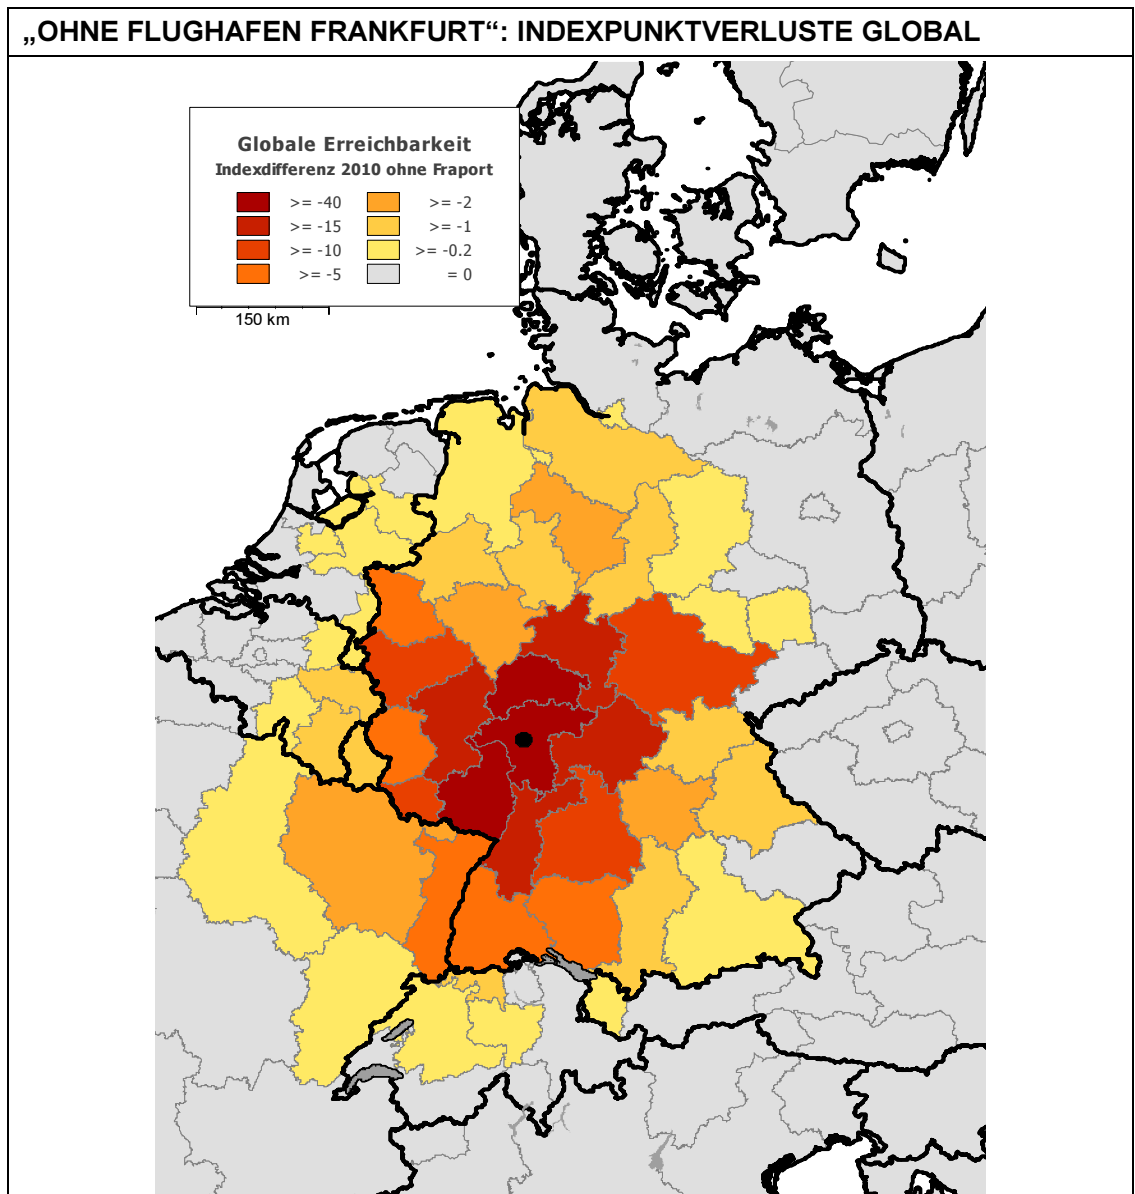 „OHNE FLUGHAFEN FRANKFURT“: INDEXPUNKTVERLUSTE GLOBAL
Globale Erreichbarkeit
Indexdifferenz 2010 ohne Fraport
>= -40 >= -2
>= -15 >= -1
>= -10 >= -0.2
>= -5 = 0
150 km